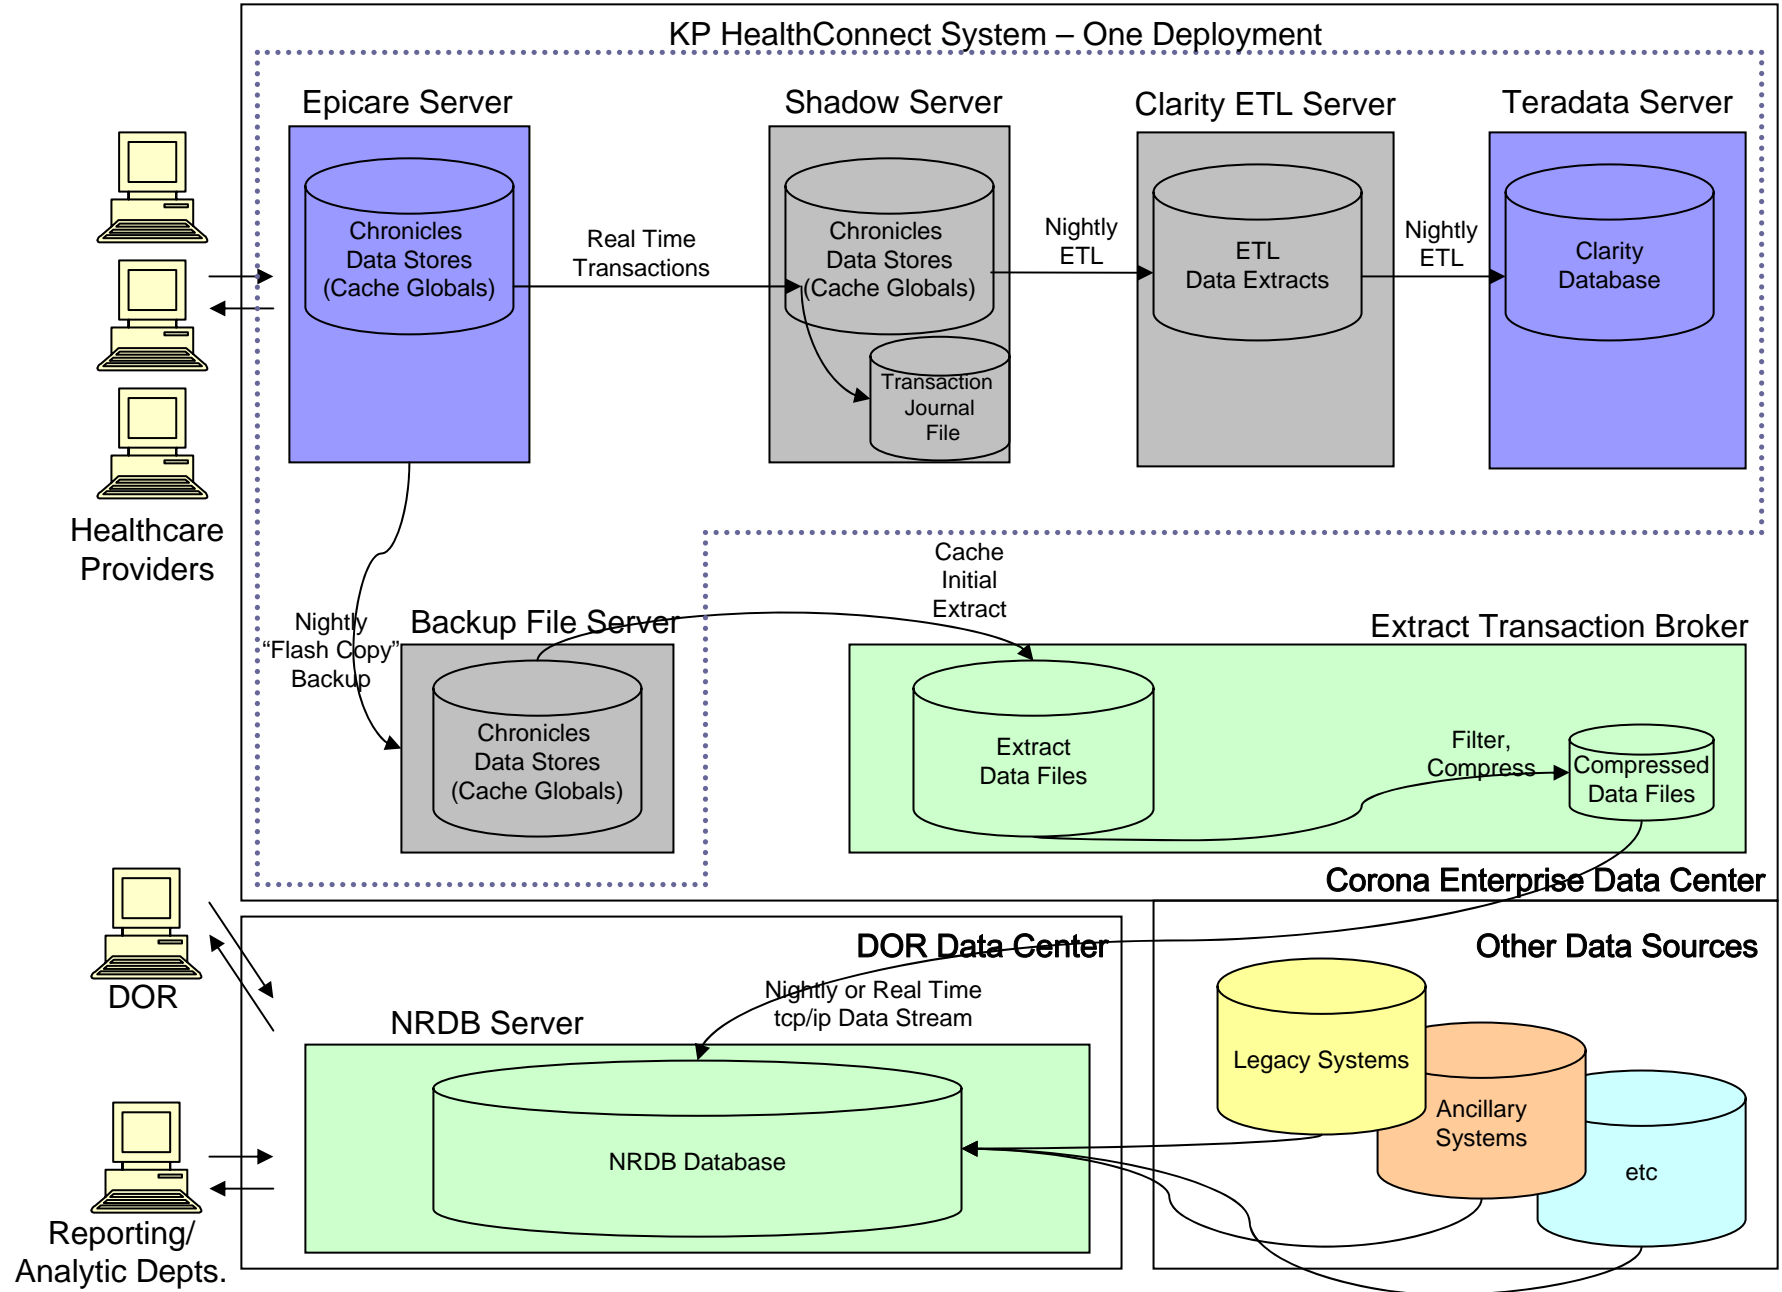 KP HealthConnect System – One Deployment
Epicare Server
Shadow Server
Clarity ETL Server
Teradata Server
Chronicles
Data Stores
(Cache Globals)
Real Time
Transactions
Chronicles
Data Stores
(Cache Globals)
Nightly
ETL
ETL
Data Extracts
Nightly
ETL
Clarity
Database
Transaction
Journal
File
Healthcare
Providers
Cache
Initial
Extract
Nightly
“Flash Copy”
Backup
Backup File Server
Extract Transaction Broker
Chronicles
Data Stores
(Cache Globals)
Extract
Data Files
Filter,
Compress
Compressed
Data Files
Corona Enterprise Data Center
DOR
DOR Data Center
Other Data Sources
Nightly or Real Time
tcp/ip Data Stream
NRDB Server
NRDB Database
Legacy Systems
Ancillary
Systems
etc
Reporting/
Analytic Depts.